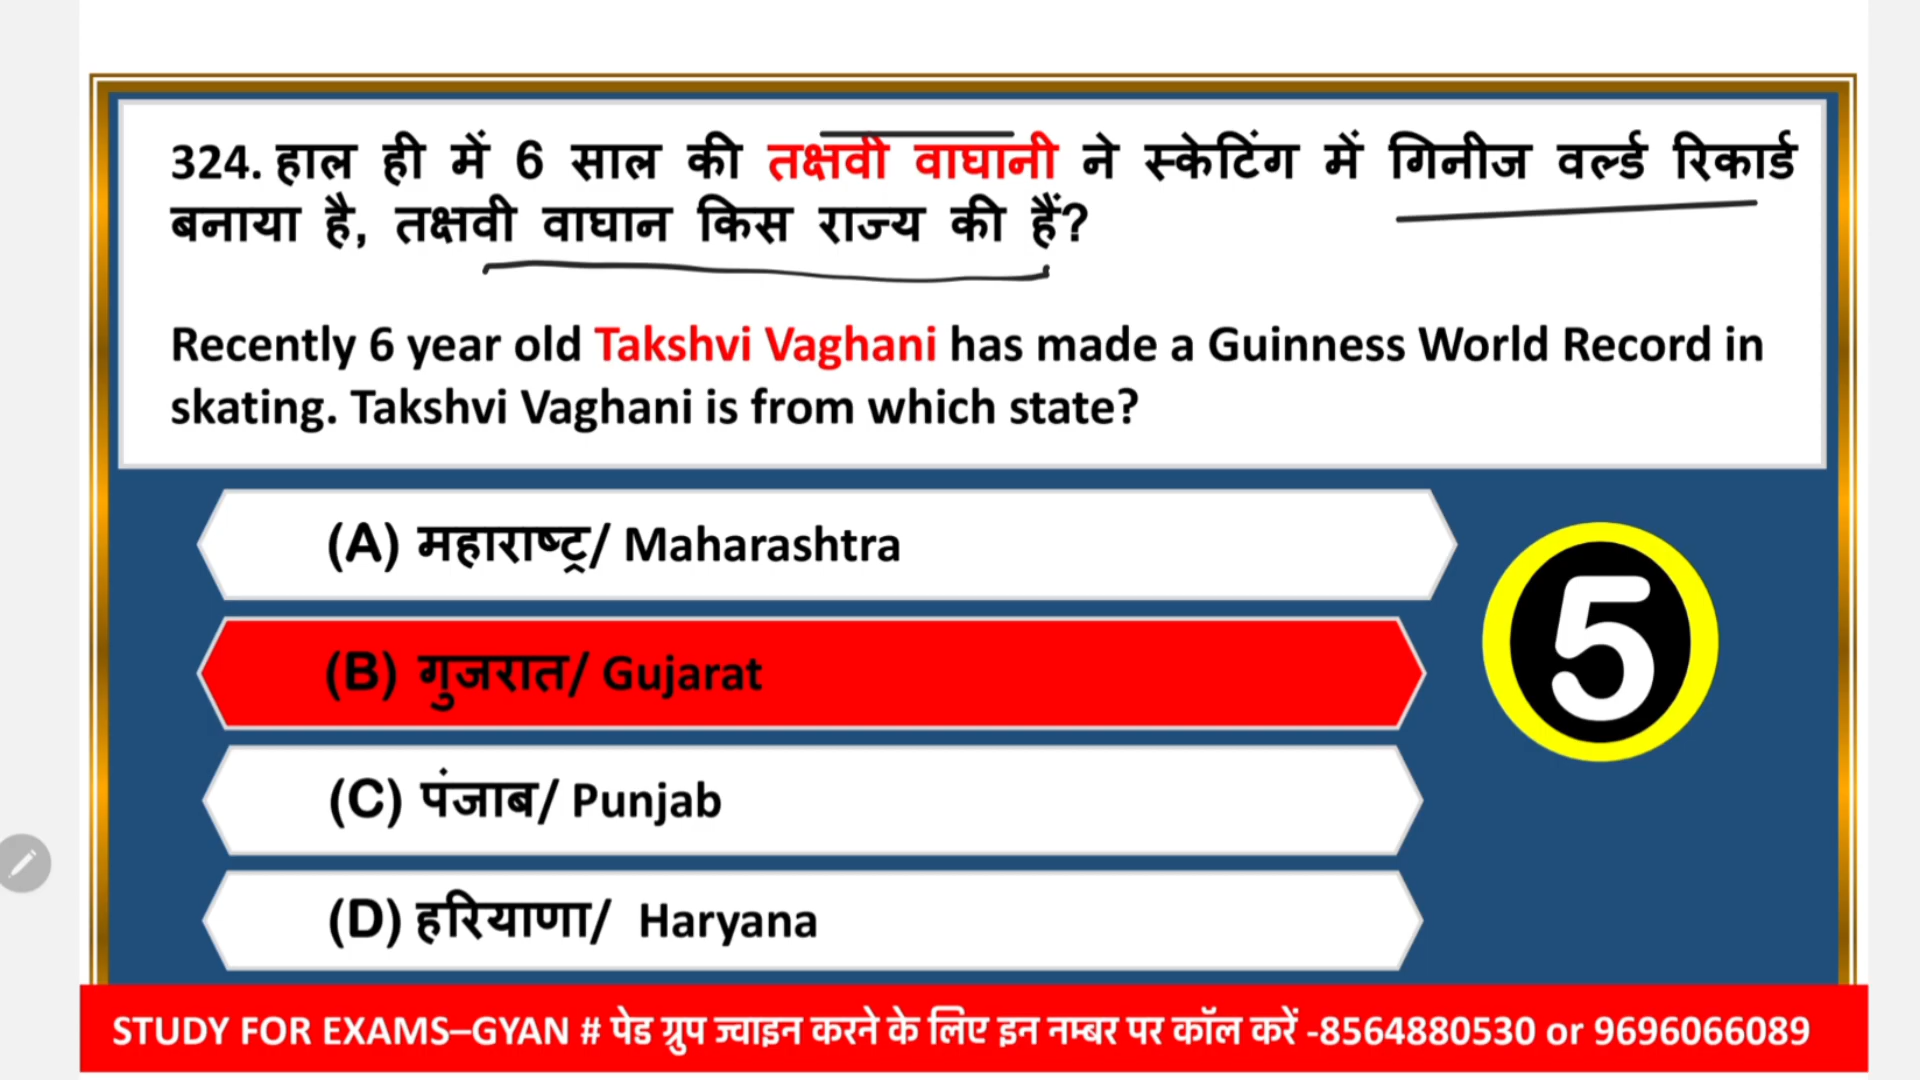 324. हाल ही में 6 साल की तक्षवी वाघानी ने स्केटिंग में गिनीज वर्ल्ड रिकार्ड
बनाया है, तक्षवी वाघान किस राज्य की हैं?
Recently 6 year old Takshvi Vaghani has made a Guinness World Record in
skating. Takshvi Vaghani is from which state?
(A) महाराष्ट्र/ Maharashtra
(B) गुजरात/ Gujarat
5
(C) पंजाब/ Punjab
(D) हरियाणा/ Haryana
STUDY FOR EXAMS–GYAN # पेड ग्रुप ज्वाइन करने के लिए इन नम्बर पर कॉल करें -8564880530 or 9696066089